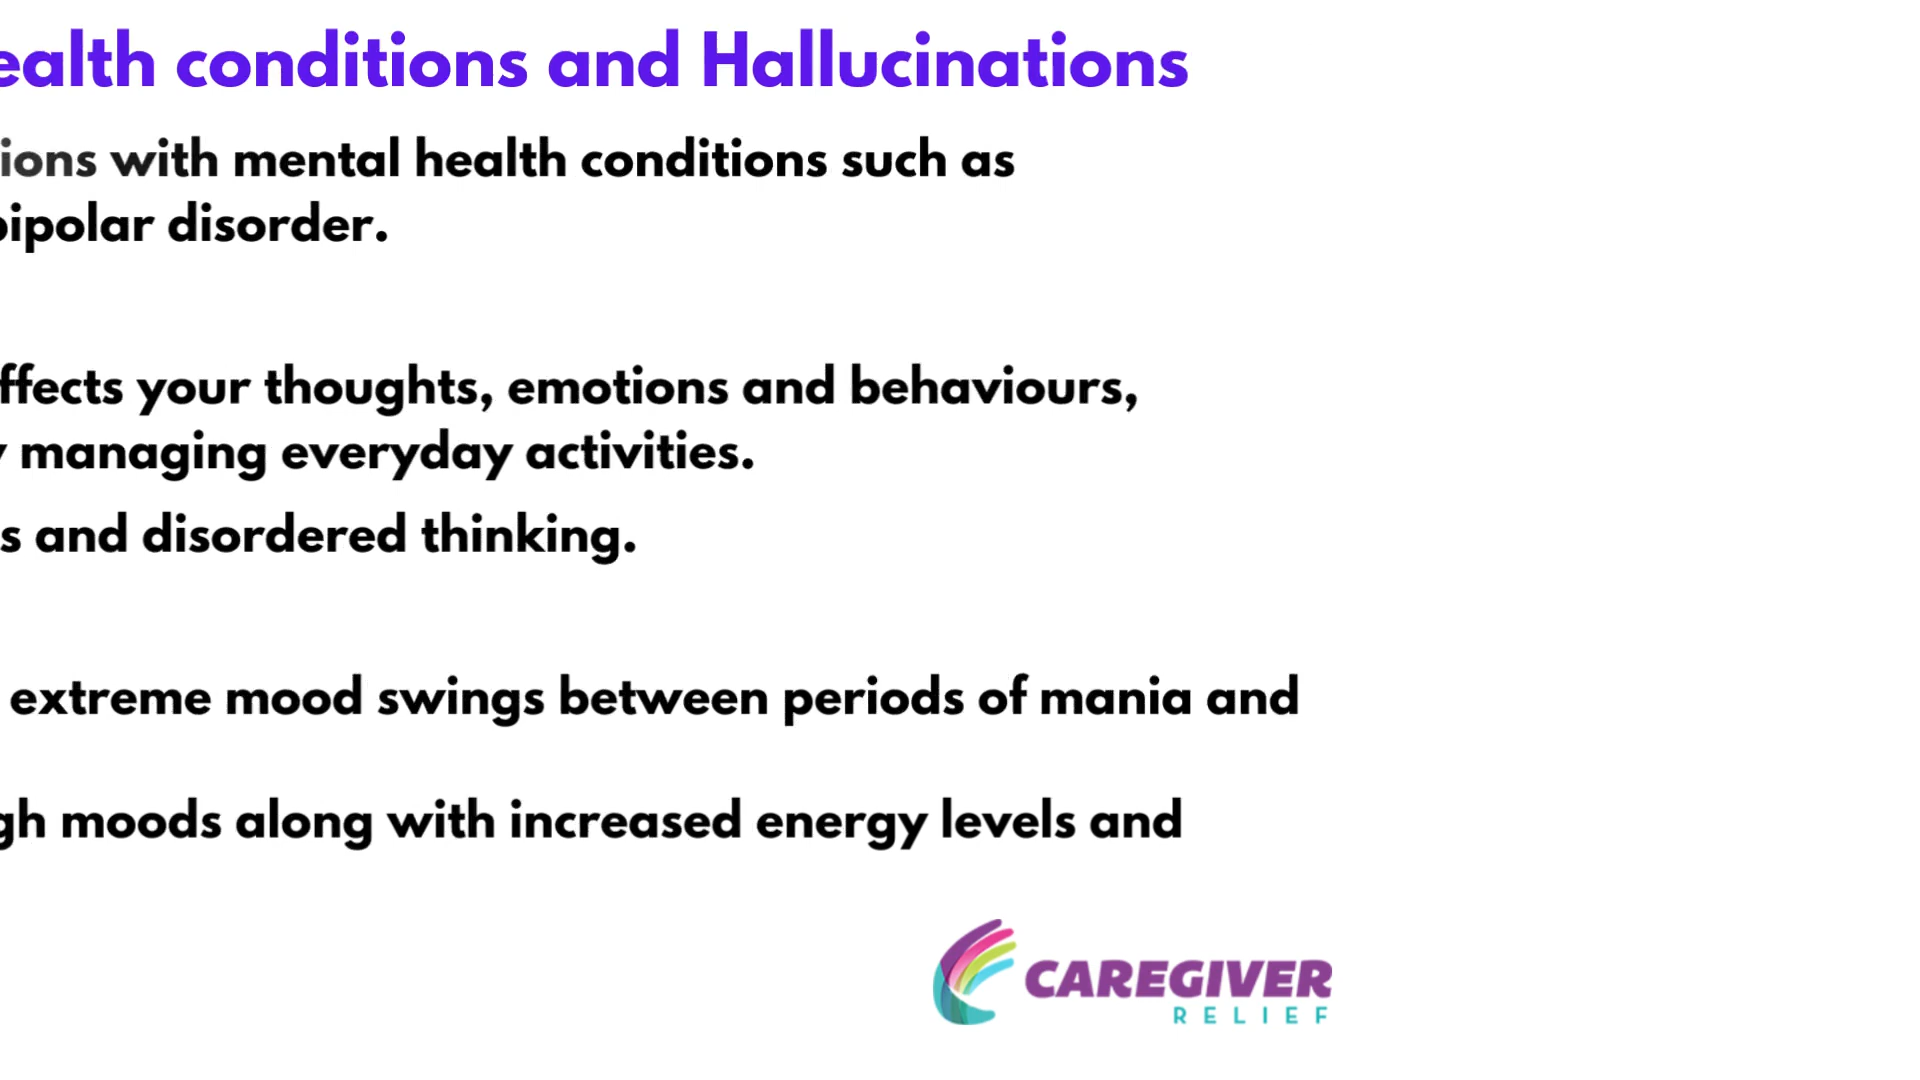 ealth conditions and Hallucinations
ions with mental health conditions such as
bipolar disorder.
ffects your thoughts, emotions and behaviours,
managing everyday activities.
s and disordered thinking.
extreme mood swings between periods of mania and
gh moods along with increased energy levels and
CAREGIVER
RELIEF